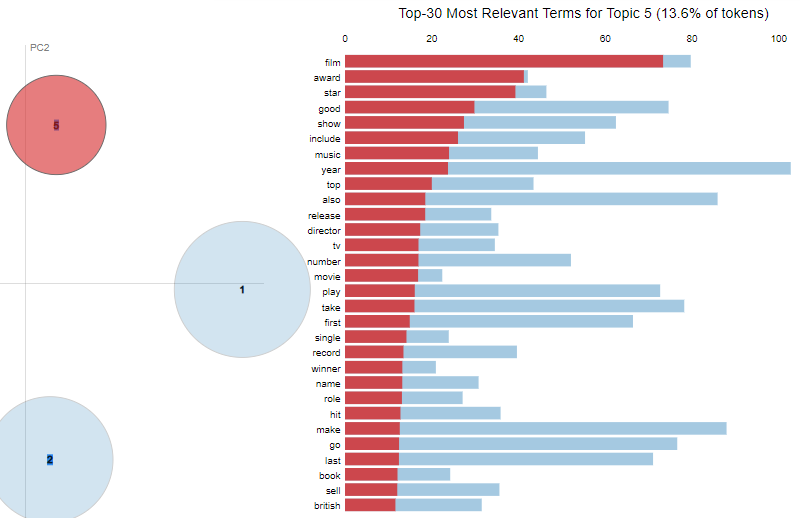 Top-30 Most Relevant Terms for Topic 5 (13.6% of tokens)
PC2
0 20 40 60 80 100
film
award
star
good
show
include
music
year
top
also
release
director
tv
number
movie
play
take
first
single
record
winner
name
role
hit
make
go
last
book
sell
british
5
1
2